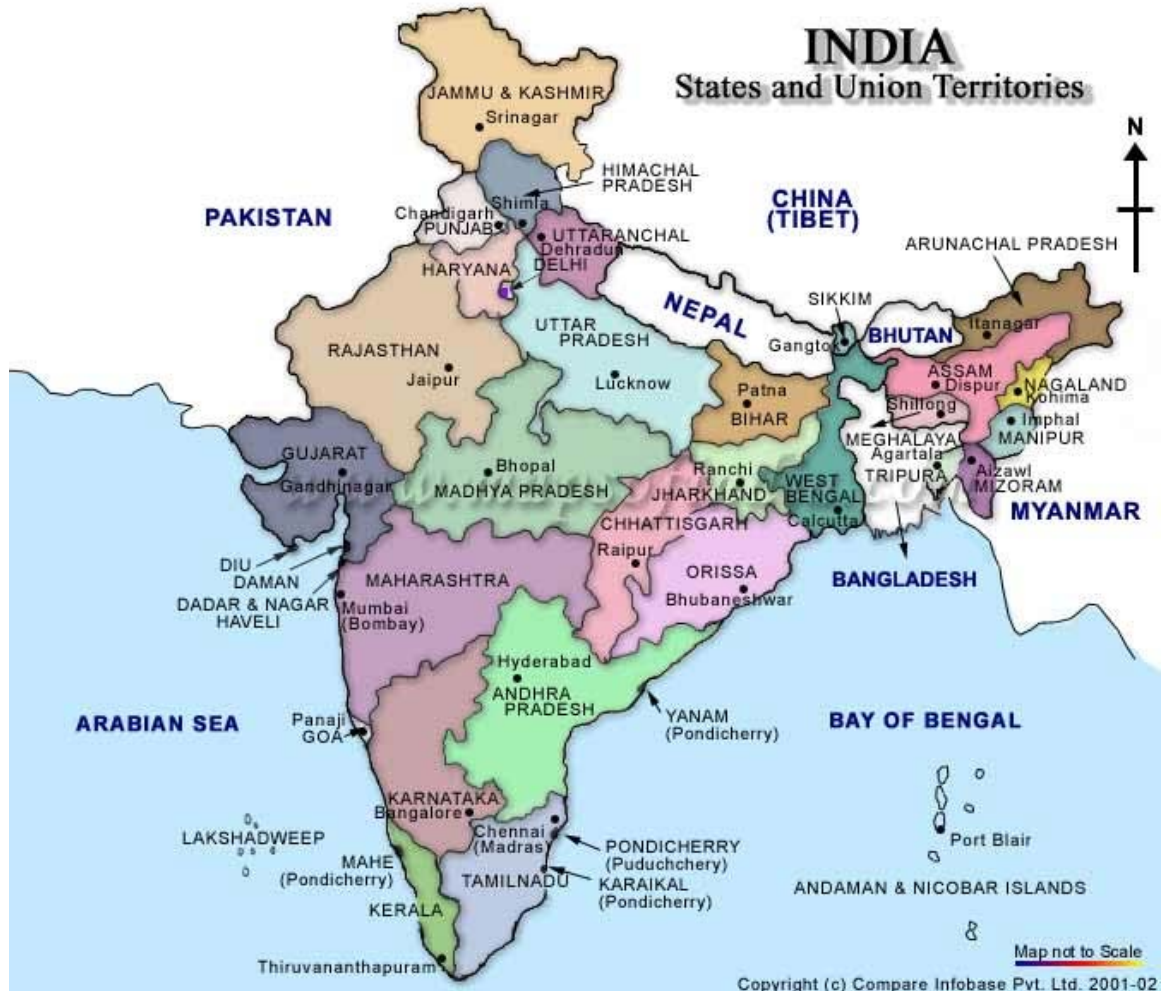 INDIA
States and Union Territories
N
JAMMU & KASHMIR
Srinagar
HIMACHAL
PRADESH
Shimla
CHINA
(TIBET)
PAKISTAN
Chandigarh
PUNJAB
UTTARANCHAL
Dehradun
DELHI
ARUNACHAL PRADESH
HARYANA
NEPAL
SIKKIM
BHUTAN
Itanagar
UTTAR
PRADESH
Gangtok
RAJASTHAN
Jaipur
Lucknow
Patna
BIHAR
ASSAM
Dispur
NAGALAND
Kohima
Shillong
Imphal
MANIPUR
MEGHALAYA
Agartala
TRIPURA
Aizawl
MIZORAM
GUJARAT
Gandhinagar
Bhopal
MADHYA PRADESH
Ranchi
JHARKHAND
WEST
BENGAL
Calcutta
MYANMAR
CHHATTISGARH
Raipur
DIU
DAMAN
DADAR & NAGAR
HAVELI
MAHARASHTRA
Mumbai
(Bombay)
ORISSA
Bhubaneshwar
BANGLADESH
Hyderabad
ANDHRA
PRADESH
YANAM
(Pondicherry)
ARABIAN SEA
Panaji
GOA
BAY OF BENGAL
KARNATAKA
Bangalore
LAKSHADWEEP
Chennai
(Madras)
PONDICHERRY
(Puduchchery)
Port Blair
MAHE
(Pondicherry)
TAMILNADU
KARAIKAL
(Pondicherry)
ANDAMAN & NICOBAR ISLANDS
KERALA
Thiruvananthapuram
Map not to Scale
Copyright (c) Compare Infobase Pvt. Ltd. 2001-02